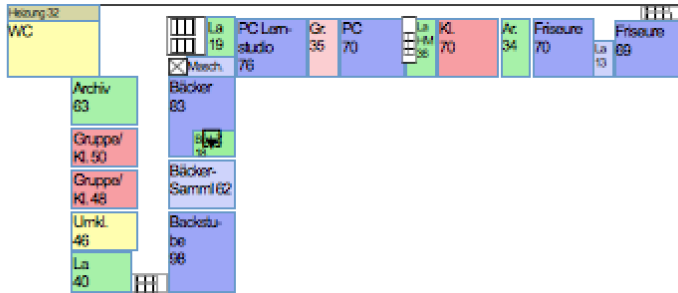 Heizung 32
WC
La
19
PC Lern-
studio
76
Gr.
35
PC
70
La
HM
36
Kl.
70
Ar.
34
Friseure
70
La
13
Friseure
69
Masch.
Archiv
63
Gruppe/
Kl. 50
Gruppe/
Kl. 48
Umkl.
46
La
40
Bäcker
83
18
Bäcker-
Samml 62
Backstu-
be
98